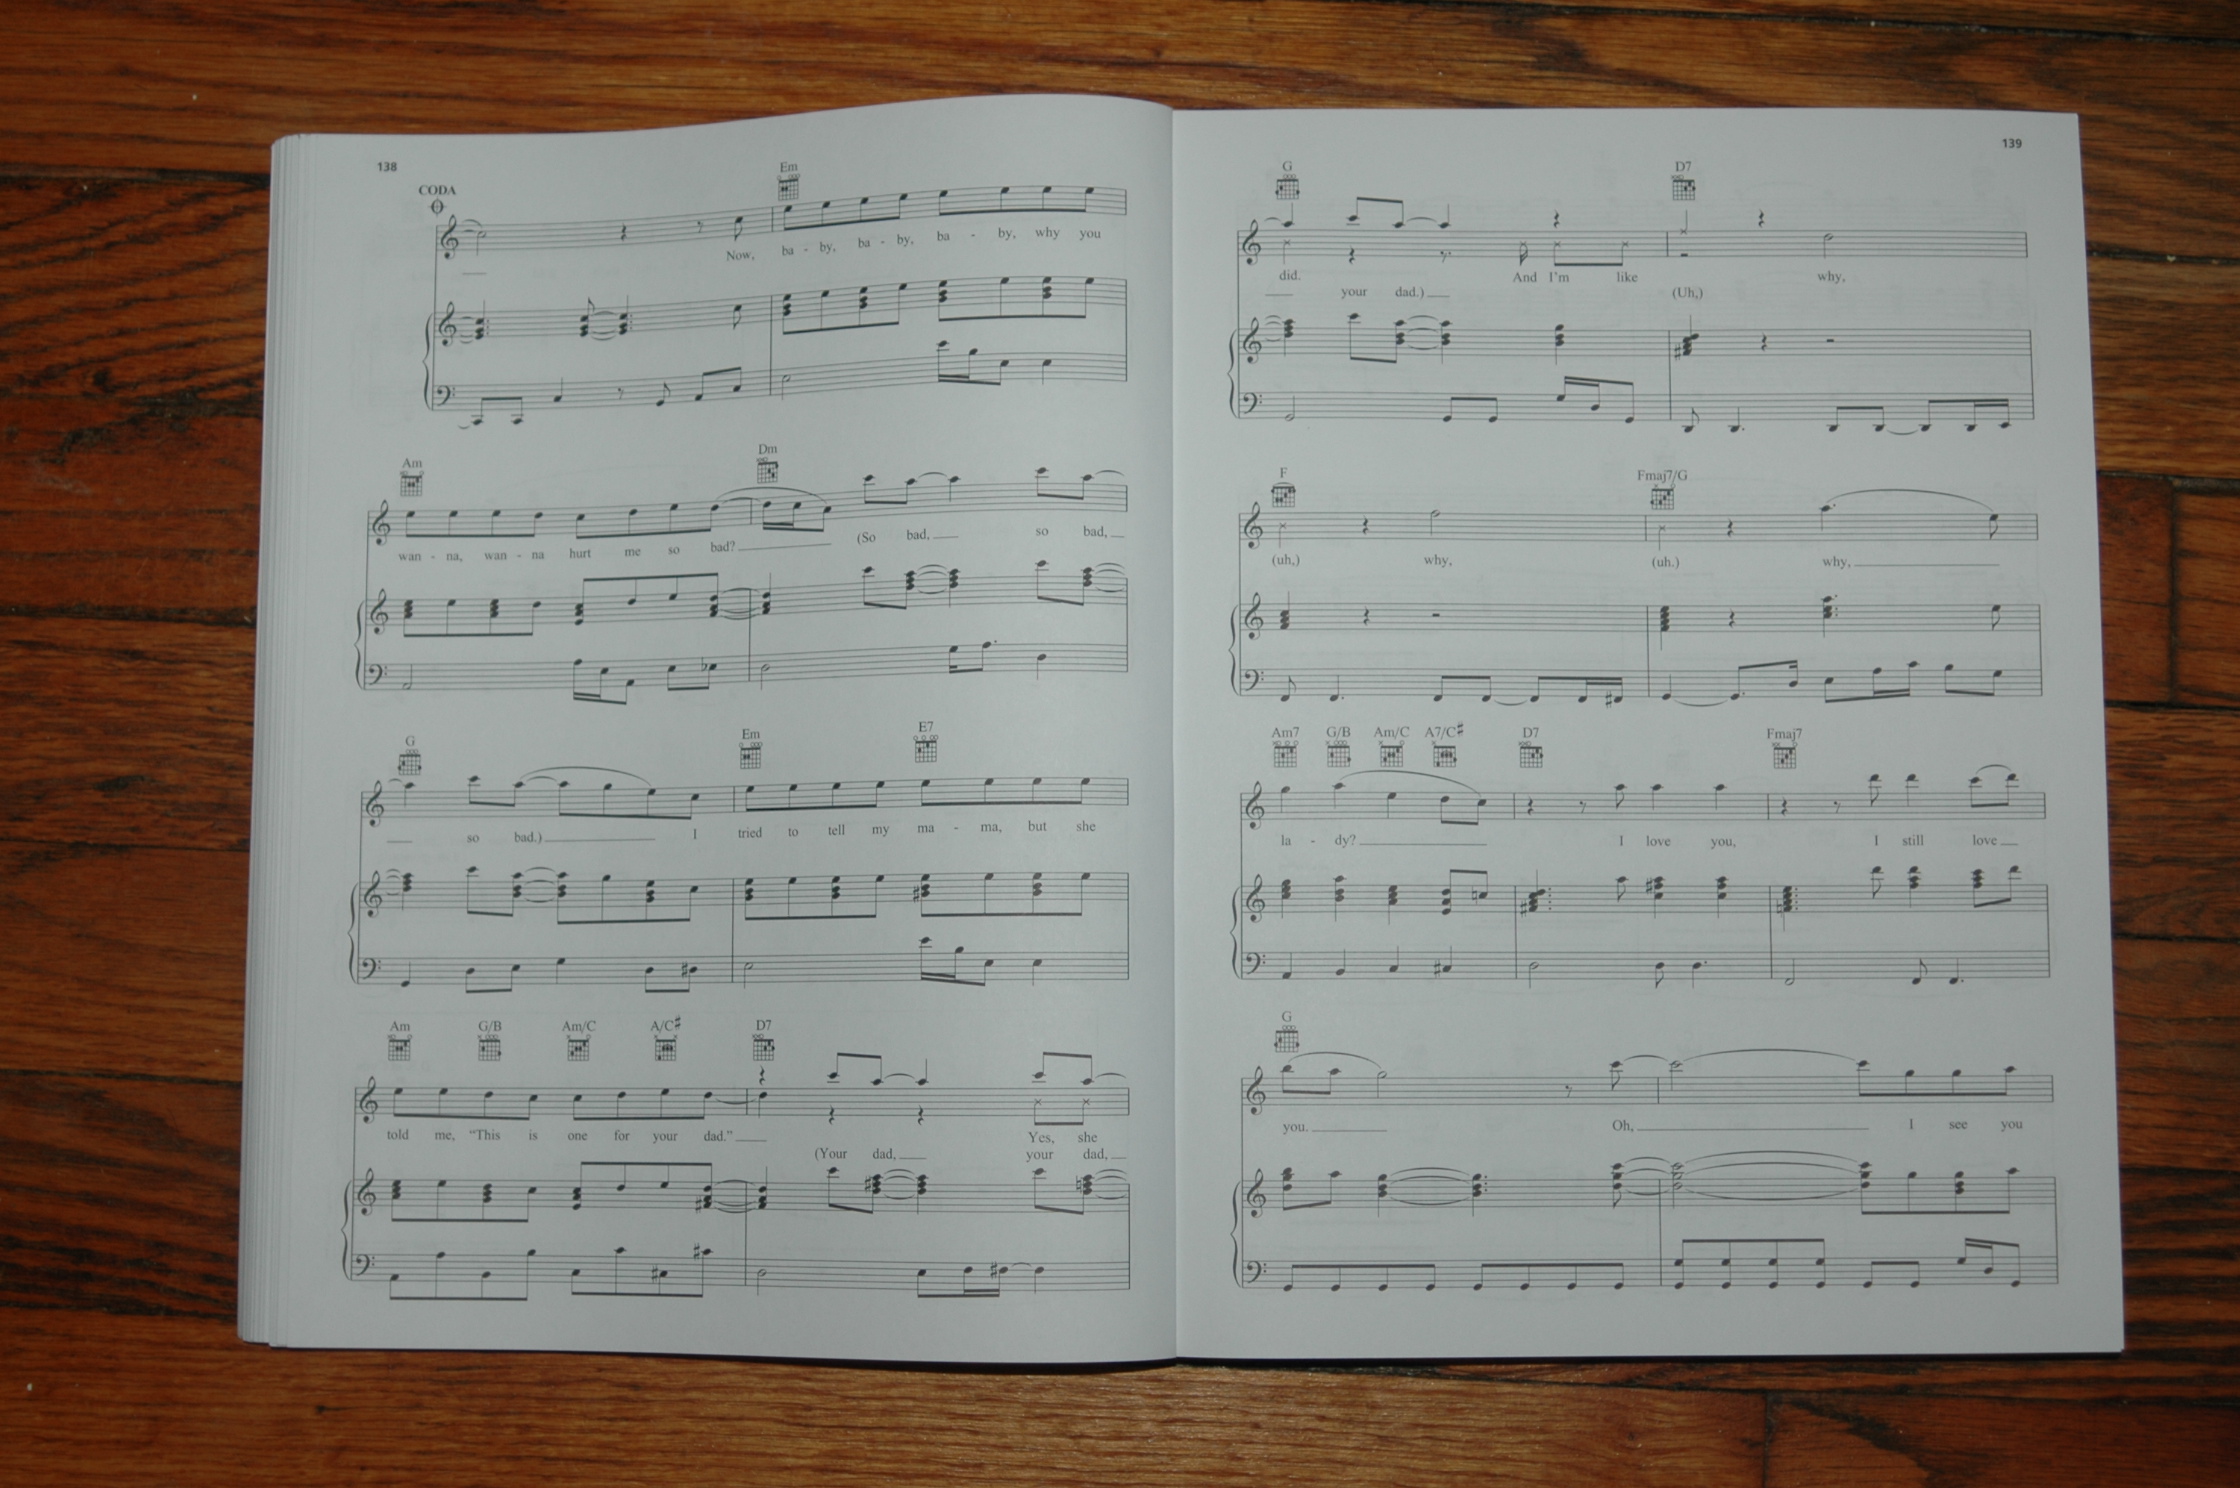 138
CODA
Em
Now, ba - by, ba - by, ba - by, why you
Am Dm
wan - na, wan - na hurt me so bad? (So bad, so bad,
G Em E7
so bad.) I tried to tell my ma - ma, but she
Am G/B Am/C A/C♯ D7
told me, “This is one for your dad.” Yes, she
(Your dad, your dad,
139
G D7
did. And I'm like why,
your dad.) (Uh,)
F Fmaj7/G
(uh,) why, (uh.) why,
Am7 G/B Am/C A7/C♯ D7 Fmaj7
la - dy? I love you, I still love
G
you. Oh, I see you